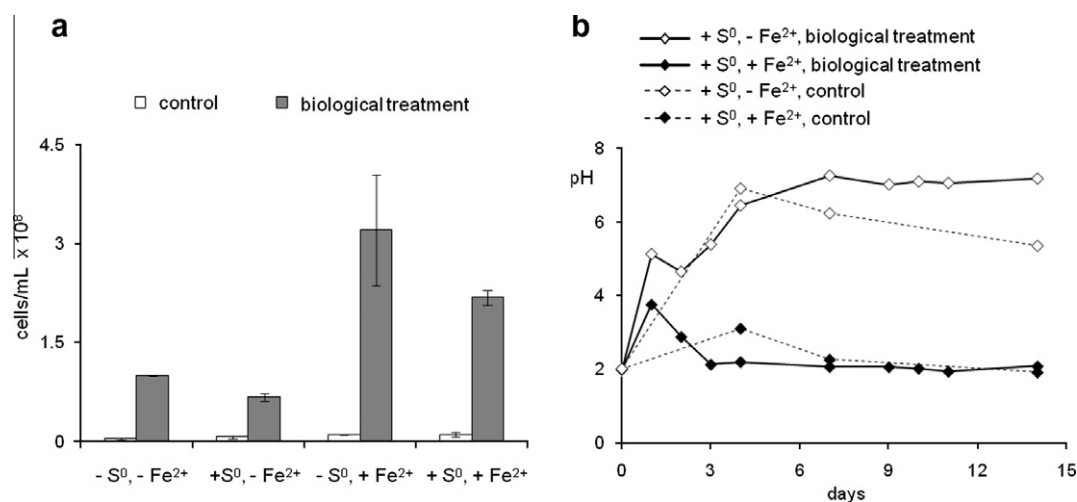 a
control
biological treatment
4.5
3
1.5
0
cells/mL x 10⁸
- S⁰, - Fe²⁺
+S⁰, - Fe²⁺
- S⁰, + Fe²⁺
+ S⁰, + Fe²⁺
b
+ S⁰, - Fe²⁺, biological treatment
+ S⁰, + Fe²⁺, biological treatment
+ S⁰, - Fe²⁺, control
+ S⁰, + Fe²⁺, control
8
pH
6
4
2
0
0 3 6 9 12 15
days